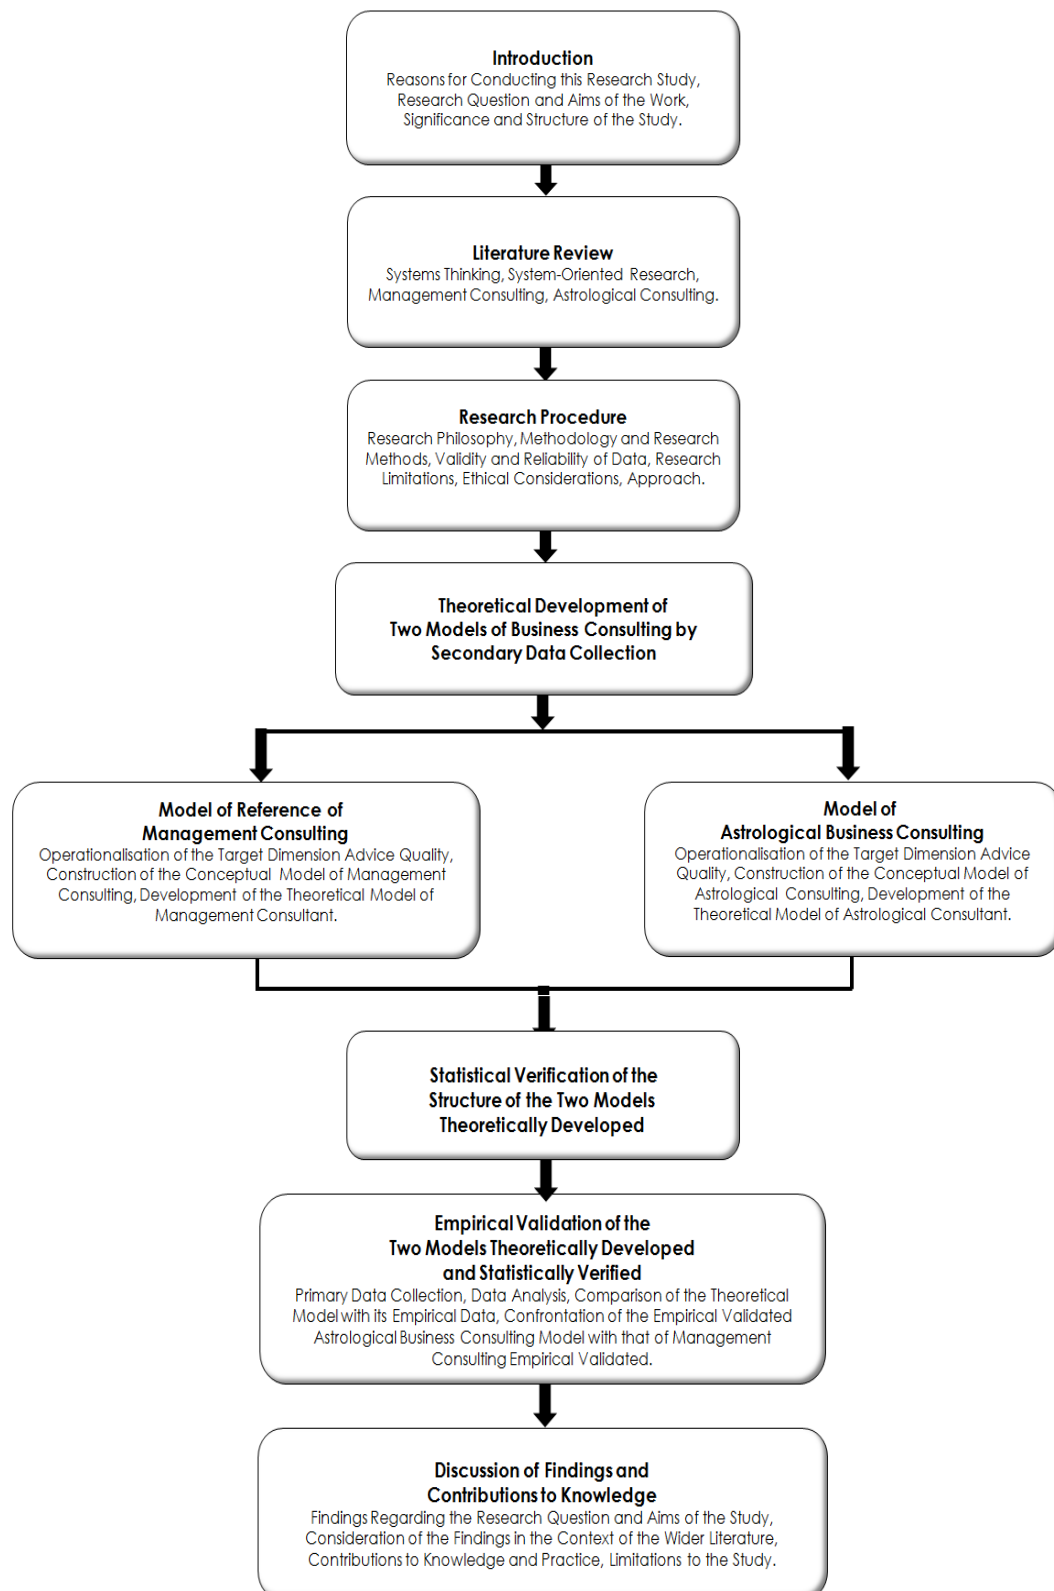 Introduction
Reasons for Conducting this Research Study,
Research Question and Aims of the Work,
Significance and Structure of the Study.
Literature Review
Systems Thinking, System-Oriented Research,
Management Consulting, Astrological Consulting.
Research Procedure
Research Philosophy, Methodology and Research
Methods, Validity and Reliability of Data, Research
Limitations, Ethical Considerations, Approach.
Theoretical Development of
Two Models of Business Consulting by
Secondary Data Collection
Model of Reference of
Management Consulting
Operationalisation of the Target Dimension Advice Quality,
Construction of the Conceptual Model of Management
Consulting, Development of the Theoretical Model of
Management Consultant.
Model of
Astrological Business Consulting
Operationalisation of the Target Dimension Advice
Quality, Construction of the Conceptual Model of
Astrological Consulting, Development of the
Theoretical Model of Astrological Consultant.
Statistical Verification of the
Structure of the Two Models
Theoretically Developed
Empirical Validation of the
Two Models Theoretically Developed
and Statistically Verified
Primary Data Collection, Data Analysis, Comparison of the Theoretical
Model with its Empirical Data, Confrontation of the Empirical Validated
Astrological Business Consulting Model with that of Management
Consulting Empirical Validated.
Discussion of Findings and
Contributions to Knowledge
Findings Regarding the Research Question and Aims of the Study,
Consideration of the Findings in the Context of the Wider Literature,
Contributions to Knowledge and Practice, Limitations to the Study.